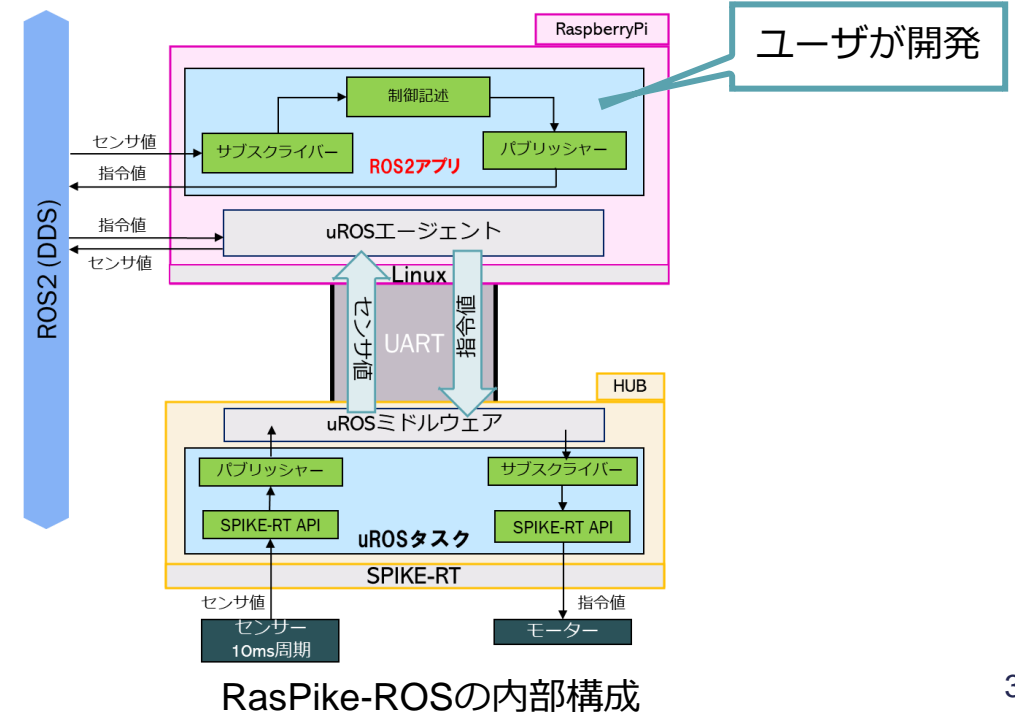 RaspberryPi
ユーザが開発
制御記述
サブスクライバー
パブリッシャー
ROS2アプリ
センサ値
指令値
ROS2 (DDS)
uROSエージェント
指令値
センサ値
Linux
センサ値
UART
指令値
HUB
uROSミドルウェア
パブリッシャー
サブスクライバー
SPIKE-RT API
SPIKE-RT API
uROSタスク
SPIKE-RT
センサ値
指令値
センサー
10ms周期
モーター
RasPike-ROSの内部構成
3